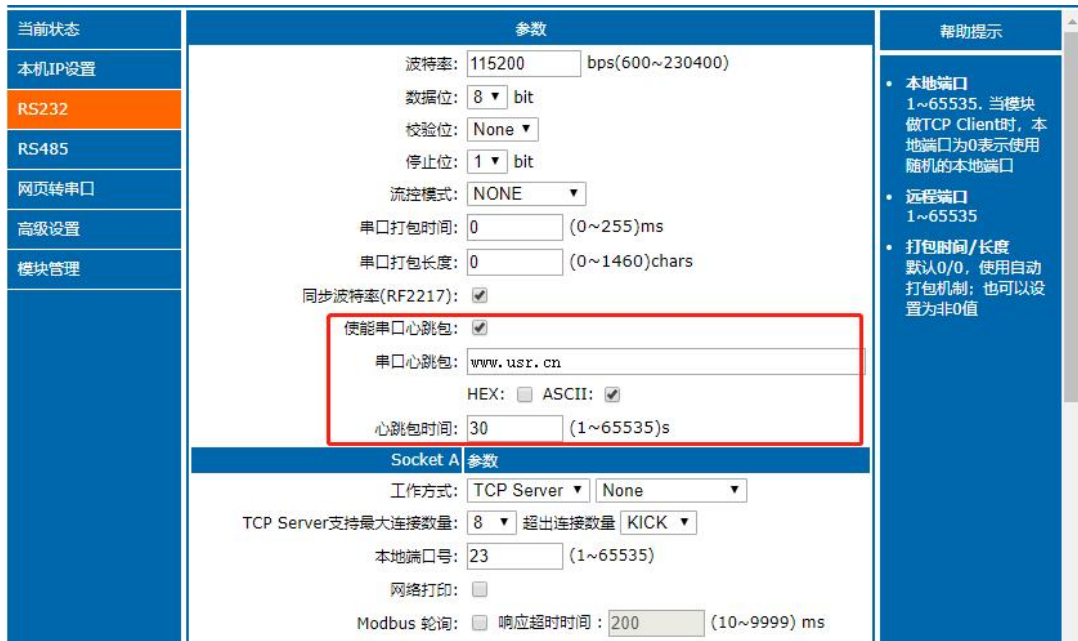 当前状态
本机IP设置
RS232
RS485
网页转串口
高级设置
模块管理
参数
波特率: 115200 bps(600~230400)
数据位: 8 bit
校验位: None
停止位: 1 bit
流控模式: NONE
串口打包时间: 0 (0~255)ms
串口打包长度: 0 (0~1460)chars
同步波特率(RF2217):
使能串口心跳包:
串口心跳包: www.usr.cn
HEX: ASCII:
心跳包时间: 30 (1~65535)s
Socket A 参数
工作方式: TCP Server None
TCP Server支持最大连接数量: 8 超出连接数量 KICK
本地端口号: 23 (1~65535)
网络打印:
Modbus 轮询: 响应超时时间 : 200 (10~9999) ms
帮助提示
本地端口
1~65535. 当模块
做TCP Client时，本
地端口为0表示使用
随机的本地端口
远程端口
1~65535
打包时间/长度
默认0/0，使用自动
打包机制；也可以设
置为非0值